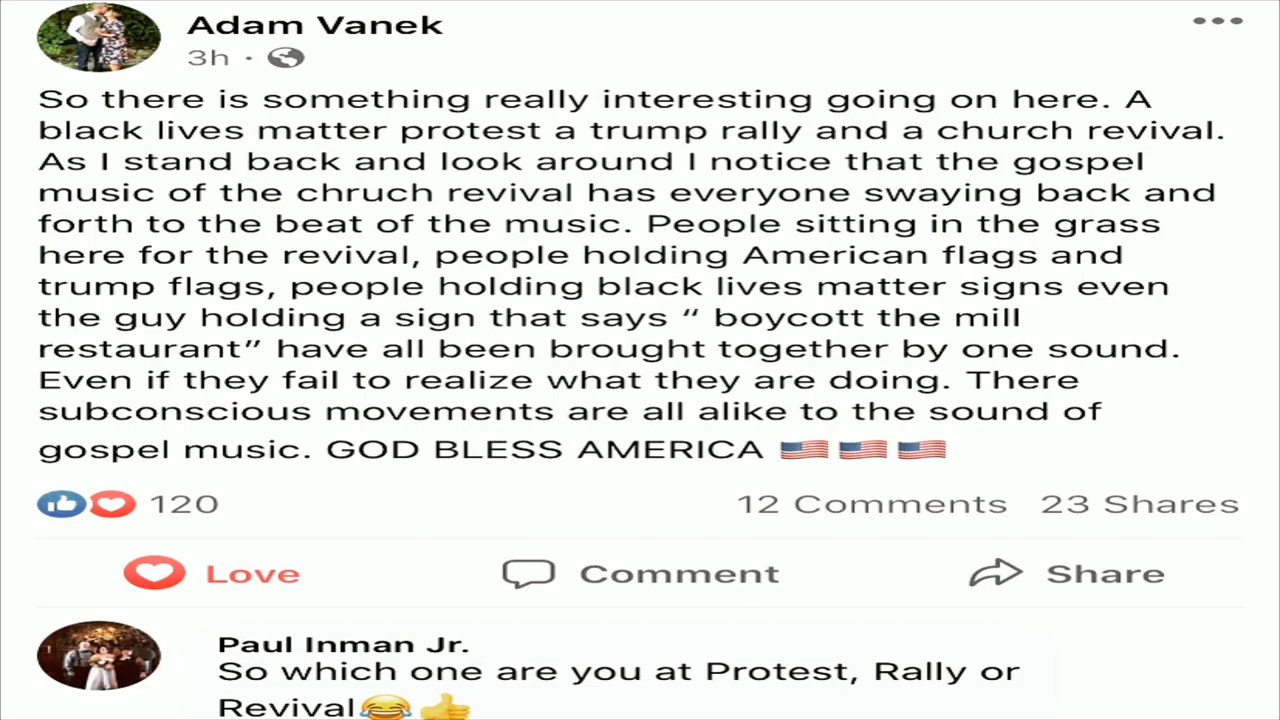 Adam Vanek
3h ·
So there is something really interesting going on here. A
black lives matter protest a trump rally and a church revival.
As I stand back and look around I notice that the gospel
music of the chruch revival has everyone swaying back and
forth to the beat of the music. People sitting in the grass
here for the revival, people holding American flags and
trump flags, people holding black lives matter signs even
the guy holding a sign that says “ boycott the mill
restaurant” have all been brought together by one sound.
Even if they fail to realize what they are doing. There
subconscious movements are all alike to the sound of
gospel music. GOD BLESS AMERICA 🇺🇸 🇺🇸 🇺🇸
120 12 Comments 23 Shares
Love Comment Share
Paul Inman Jr.
So which one are you at Protest, Rally or
Revival😂👍